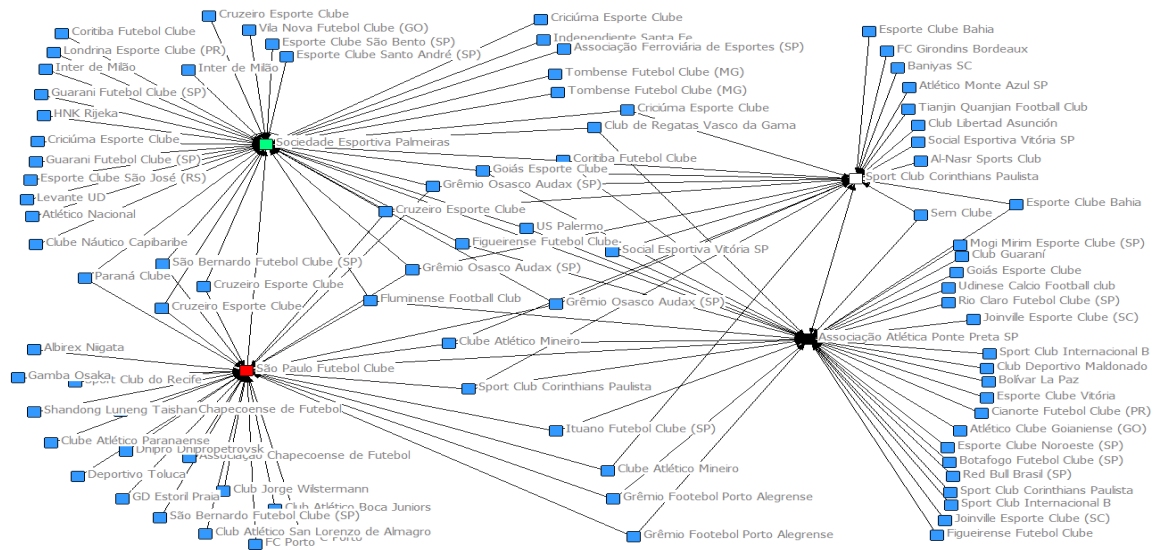 Cruzeiro Esporte Clube
Coritiba Futebol Clube
Vila Nova Futebol Clube (GO)
Esporte Clube São Bento (SP)
Londrina Esporte Clube (PR)
Esporte Clube Santo André (SP)
Inter de Milão
Inter de Milão
Guarani Futebol Clube (SP)
HNK Rijeka
Criciúma Esporte Clube
Sociedade Esportiva Palmeiras
Guarani Futebol Clube (SP)
Esporte Clube São José (RS)
Levante UD
Atlético Nacional
Clube Náutico Capibaribe
São Bernardo Futebol Clube (SP)
Paraná Clube
Cruzeiro Esporte Clube
Cruzeiro Esporte Clube
Criciúma Esporte Clube
Independiente Santa Fe
Associação Ferroviária de Esportes (SP)
Tombense Futebol Clube (MG)
Tombense Futebol Clube (MG)
Criciúma Esporte Clube
Club de Regatas Vasco da Gama
Coritiba Futebol Clube
Goiás Esporte Clube
Grêmio Osasco Audax (SP)
Cruzeiro Esporte Clube
US Palermo
Figueirense Futebol Clube
Social Esportiva Vitória SP
Grêmio Osasco Audax (SP)
Fluminense Football Club
Grêmio Osasco Audax (SP)
Clube Atlético Mineiro
Sport Club Corinthians Paulista
Ituano Futebol Clube (SP)
Clube Atlético Mineiro
Grêmio Footebol Porto Alegrense
Grêmio Footebol Porto Alegrense
Esporte Clube Bahia
FC Girondins Bordeaux
Baniyas SC
Atlético Monte Azul SP
Tianjin Quanjian Football Club
Club Libertad Asunción
Social Esportiva Vitória SP
Al-Nasr Sports Club
Sport Club Corinthians Paulista
Esporte Clube Bahia
Sem Clube
Mogi Mirim Esporte Clube (SP)
Club Guaraní
Goiás Esporte Clube
Udinese Calcio Football club
Rio Claro Futebol Clube (SP)
Joinville Esporte Clube (SC)
Associação Atlética Ponte Preta SP
Sport Club Internacional B
Club Deportivo Maldonado
Bolívar La Paz
Esporte Clube Vitória
Cianorte Futebol Clube (PR)
Atlético Clube Goianiense (GO)
Esporte Clube Noroeste (SP)
Botafogo Futebol Clube (SP)
Red Bull Brasil (SP)
Sport Club Corinthians Paulista
Sport Club Internacional B
Joinville Esporte Clube (SC)
Figueirense Futebol Clube
Albirex Niigata
São Paulo Futebol Clube
Gamba Osaka
Sport Club do Recife
Shandong Luneng Taishan
Chapecoense de Futebol
Clube Atlético Paranaense
Dnipro Dnipropetrovsk
Associação Chapecoense de Futebol
Deportivo Toluca
Club Jorge Wilstermann
GD Estoril Praia
Club Atlético Boca Juniors
São Bernardo Futebol Clube (SP)
Club Atlético San Lorenzo de Almagro
FC Porto